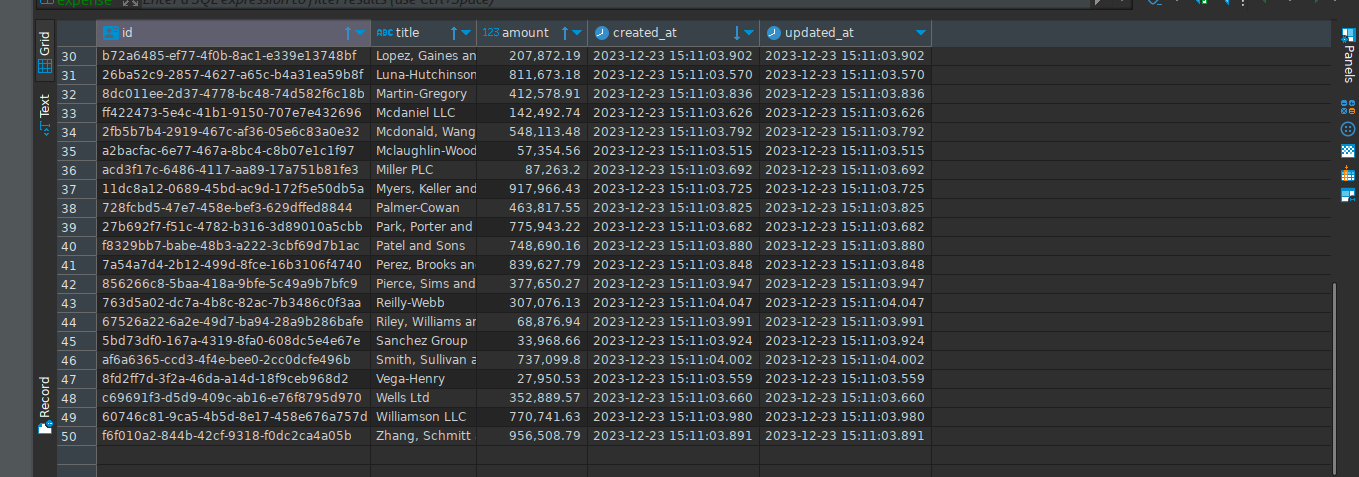 expense Enter a SQL expression to filter results (use Ctrl+Space)
Grid
Text
Record
Panels
id title amount created_at updated_at
30 b72a6485-ef77-4f0b-8ac1-e339e13748bf Lopez, Gaines an 207,872.19 2023-12-23 15:11:03.902 2023-12-23 15:11:03.902
31 26ba52c9-2857-4627-a65c-b4a31ea59b8f Luna-Hutchinson 811,673.18 2023-12-23 15:11:03.570 2023-12-23 15:11:03.570
32 8dc011ee-2d37-4778-bc48-74d582f6c18b Martin-Gregory 412,578.91 2023-12-23 15:11:03.836 2023-12-23 15:11:03.836
33 ff422473-5e4c-41b1-9150-707e7e432696 Mcdaniel LLC 142,492.74 2023-12-23 15:11:03.626 2023-12-23 15:11:03.626
34 2fb5b7b4-2919-467c-af36-05e6c83a0e32 Mcdonald, Wang 548,113.48 2023-12-23 15:11:03.792 2023-12-23 15:11:03.792
35 a2bacfac-6e77-467a-8bc4-c8b07e1c1f97 Mclaughlin-Wood 57,354.56 2023-12-23 15:11:03.515 2023-12-23 15:11:03.515
36 acd3f17c-6486-4117-aa89-17a751b81fe3 Miller PLC 87,263.2 2023-12-23 15:11:03.692 2023-12-23 15:11:03.692
37 11dc8a12-0689-45bd-ac9d-172f5e50db5a Myers, Keller and 917,966.43 2023-12-23 15:11:03.725 2023-12-23 15:11:03.725
38 728fcbd5-47e7-458e-bef3-629dffed8844 Palmer-Cowan 463,817.55 2023-12-23 15:11:03.825 2023-12-23 15:11:03.825
39 27b692f7-f51c-4782-b316-3d89010a5cbb Park, Porter and 775,943.22 2023-12-23 15:11:03.682 2023-12-23 15:11:03.682
40 f8329bb7-babe-48b3-a222-3cbf69d7b1ac Patel and Sons 748,690.16 2023-12-23 15:11:03.880 2023-12-23 15:11:03.880
41 7a54a7d4-2b12-499d-8fce-16b3106f4740 Perez, Brooks an 839,627.79 2023-12-23 15:11:03.848 2023-12-23 15:11:03.848
42 856266c8-5baa-418a-9bfe-5c49a9b7bfc9 Pierce, Sims and 377,650.27 2023-12-23 15:11:03.947 2023-12-23 15:11:03.947
43 763d5a02-dc7a-4b8c-82ac-7b3486c0f3aa Reilly-Webb 307,076.13 2023-12-23 15:11:04.047 2023-12-23 15:11:04.047
44 67526a22-6a2e-49d7-ba94-28a9b286bafe Riley, Williams ar 68,876.94 2023-12-23 15:11:03.991 2023-12-23 15:11:03.991
45 5bd73df0-167a-4319-8fa0-608dc5e4e67e Sanchez Group 33,968.66 2023-12-23 15:11:03.924 2023-12-23 15:11:03.924
46 af6a6365-ccd3-4f4e-bee0-2cc0dcfe496b Smith, Sullivan a 737,099.8 2023-12-23 15:11:04.002 2023-12-23 15:11:04.002
47 8fd2ff7d-3f2a-46da-a14d-18f9ceb968d2 Vega-Henry 27,950.53 2023-12-23 15:11:03.559 2023-12-23 15:11:03.559
48 c69691f3-d5d9-409c-ab16-e76f8795d970 Wells Ltd 352,889.57 2023-12-23 15:11:03.660 2023-12-23 15:11:03.660
49 60746c81-9ca5-4b5d-8e17-458e676a757d Williamson LLC 770,741.63 2023-12-23 15:11:03.980 2023-12-23 15:11:03.980
50 f6f010a2-844b-42cf-9318-f0dc2ca4a05b Zhang, Schmitt 956,508.79 2023-12-23 15:11:03.891 2023-12-23 15:11:03.891